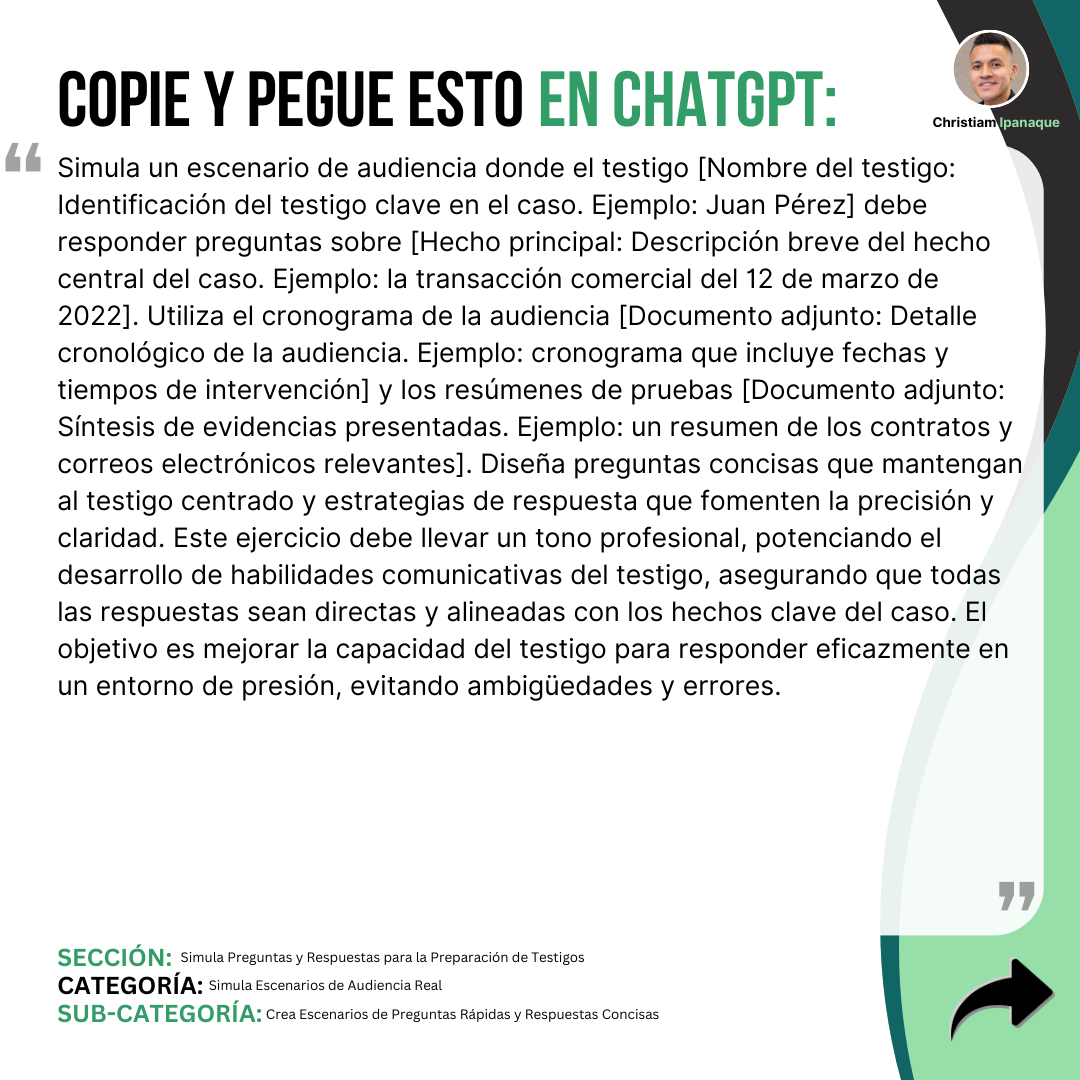 COPIE Y PEGUE ESTO EN CHATGPT:
Christiam Ipanaque
“
Simula un escenario de audiencia donde el testigo [Nombre del testigo:
Identificación del testigo clave en el caso. Ejemplo: Juan Pérez] debe
responder preguntas sobre [Hecho principal: Descripción breve del hecho
central del caso. Ejemplo: la transacción comercial del 12 de marzo de
2022]. Utiliza el cronograma de la audiencia [Documento adjunto: Detalle
cronológico de la audiencia. Ejemplo: cronograma que incluye fechas y
tiempos de intervención] y los resúmenes de pruebas [Documento adjunto:
Síntesis de evidencias presentadas. Ejemplo: un resumen de los contratos y
correos electrónicos relevantes]. Diseña preguntas concisas que mantengan
al testigo centrado y estrategias de respuesta que fomenten la precisión y
claridad. Este ejercicio debe llevar un tono profesional, potenciando el
desarrollo de habilidades comunicativas del testigo, asegurando que todas
las respuestas sean directas y alineadas con los hechos clave del caso. El
objetivo es mejorar la capacidad del testigo para responder eficazmente en
un entorno de presión, evitando ambigüedades y errores.
”
SECCIÓN: Simula Preguntas y Respuestas para la Preparación de Testigos
CATEGORÍA: Simula Escenarios de Audiencia Real
SUB-CATEGORÍA: Crea Escenarios de Preguntas Rápidas y Respuestas Concisas